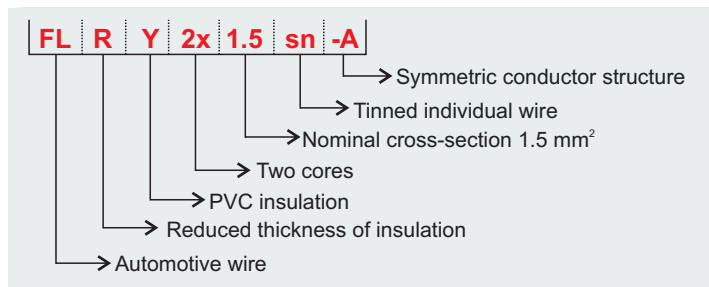 FL R Y 2x 1.5 sn -A
Symmetric conductor structure
Tinned individual wire
Nominal cross-section 1.5 mm²
Two cores
PVC insulation
Reduced thickness of insulation
Automotive wire